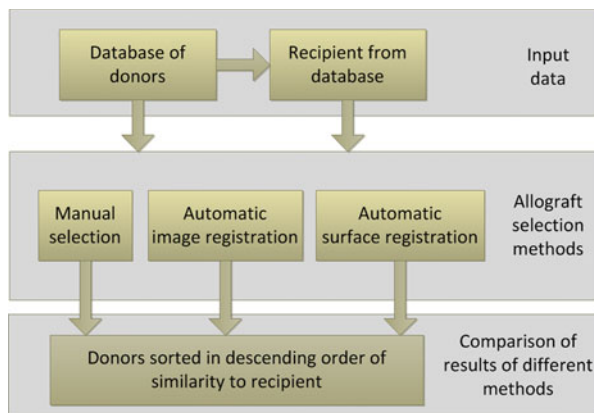 Database of
donors
Recipient from
database
Input
data
Manual
selection
Automatic
image registration
Automatic
surface registration
Allograft
selection
methods
Donors sorted in descending order of
similarity to recipient
Comparison of
results of different
methods